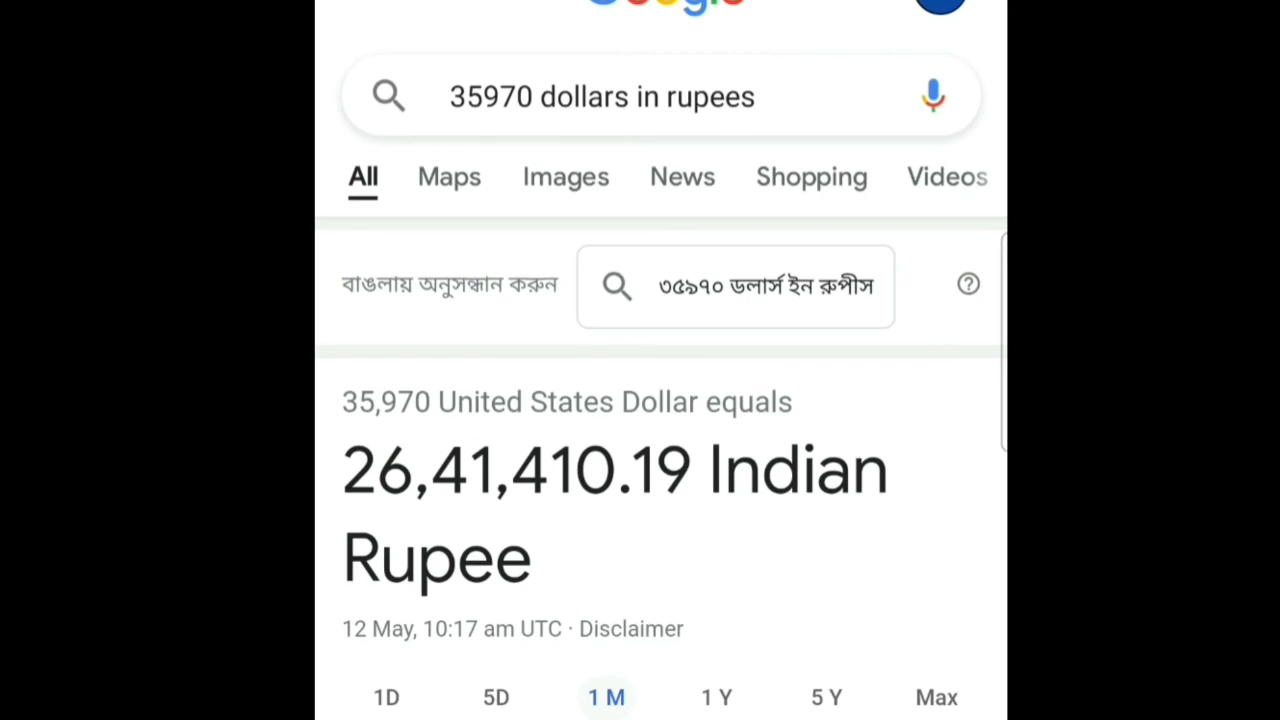 Google
35970 dollars in rupees
All Maps Images News Shopping Videos
বাঙলায় অনুসন্ধান করুন ৩৫৯৭০ ডলার্স ইন রুপীস
35,970 United States Dollar equals
26,41,410.19 Indian
Rupee
12 May, 10:17 am UTC · Disclaimer
1D 5D 1 M 1 Y 5 Y Max